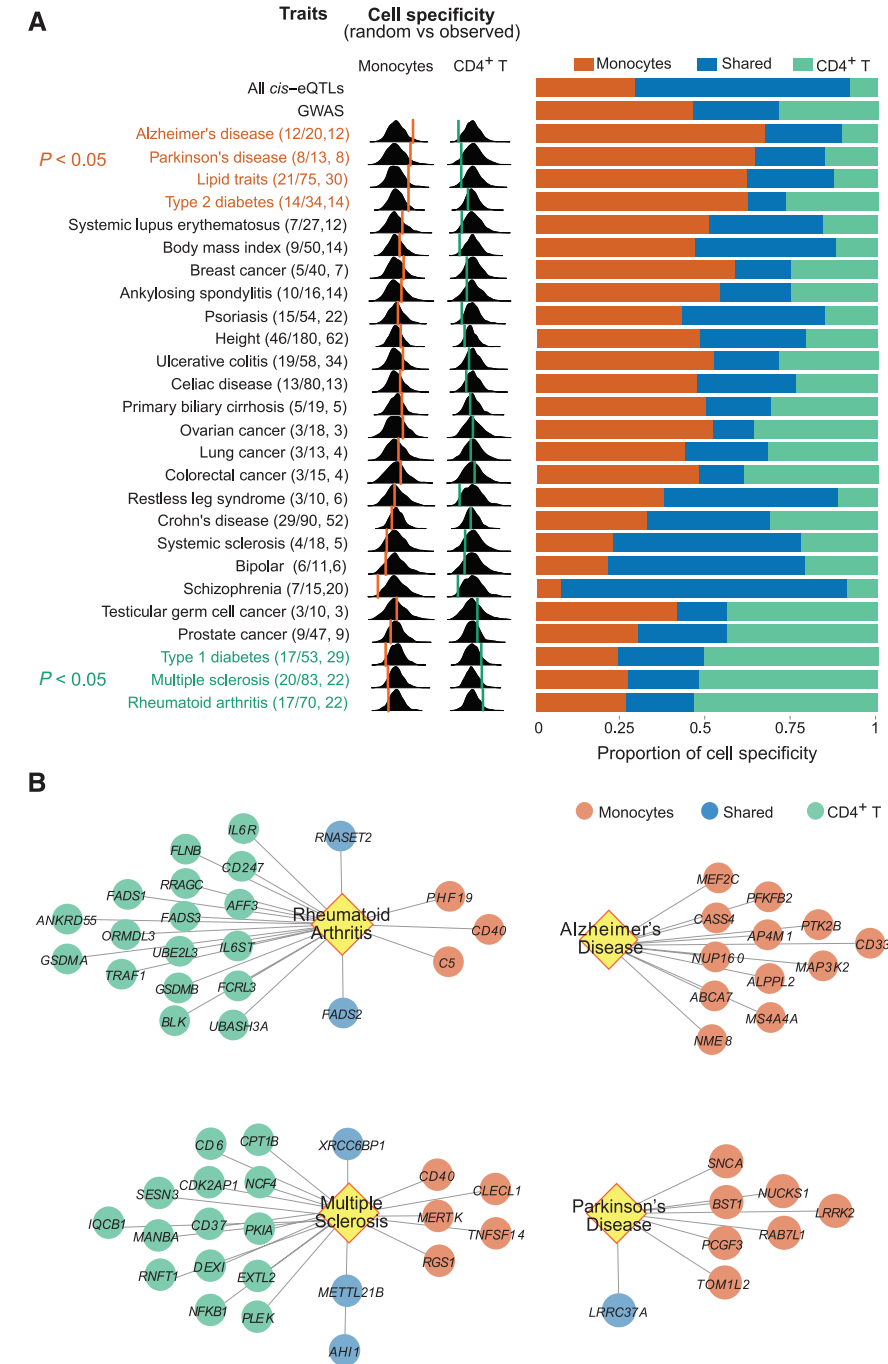 A
Traits
Cell specificity
(random vs observed)
Monocytes
CD4+ T
Monocytes
Shared
CD4+ T
All cis–eQTLs
GWAS
Alzheimer's disease (12/20,12)
P < 0.05
Parkinson's disease (8/13, 8)
Lipid traits (21/75, 30)
Type 2 diabetes (14/34,14)
Systemic lupus erythematosus (7/27,12)
Body mass index (9/50,14)
Breast cancer (5/40, 7)
Ankylosing spondylitis (10/16,14)
Psoriasis (15/54, 22)
Height (46/180, 62)
Ulcerative colitis (19/58, 34)
Celiac disease (13/80,13)
Primary biliary cirrhosis (5/19, 5)
Ovarian cancer (3/18, 3)
Lung cancer (3/13, 4)
Colorectal cancer (3/15, 4)
Restless leg syndrome (3/10, 6)
Crohn's disease (29/90, 52)
Systemic sclerosis (4/18, 5)
Bipolar (6/11,6)
Schizophrenia (7/15,20)
Testicular germ cell cancer (3/10, 3)
Prostate cancer (9/47, 9)
Type 1 diabetes (17/53, 29)
P < 0.05
Multiple sclerosis (20/83, 22)
Rheumatoid arthritis (17/70, 22)
0
0.25
0.5
0.75
1
Proportion of cell specificity
B
Monocytes
Shared
CD4+ T
IL6R
RNASET2
FLNB
CD247
RRAGC
FADS1
AFF3
PHF19
ANKRD55
FADS3
Rheumatoid
Arthritis
CD40
ORMDL3
UBE2L3
IL6ST
GSDMA
TRAF1
C5
GSDMB
FCRL3
BLK
UBASH3A
FADS2
MEF2C
PFKFB2
CASS4
PTK2B
Alzheimer's
Disease
AP4M1
CD33
NUP160
MAP3K2
ALPPL2
ABCA7
MS4A4A
NME8
CD6
CPT1B
XRCC6BP1
CD40
CDK2AP1
NCF4
CLECL1
SESN3
Multiple
Sclerosis
IQCB1
CD37
PKIA
MERTK
MANBA
TNFSF14
DEXI
RGS1
RNFT1
EXTL2
METTL21B
NFKB1
PLEK
AHI1
SNCA
NUCKS1
BST1
Parkinson's
Disease
LRRK2
PCGF3
RAB7L1
TOM1L2
LRRC37A